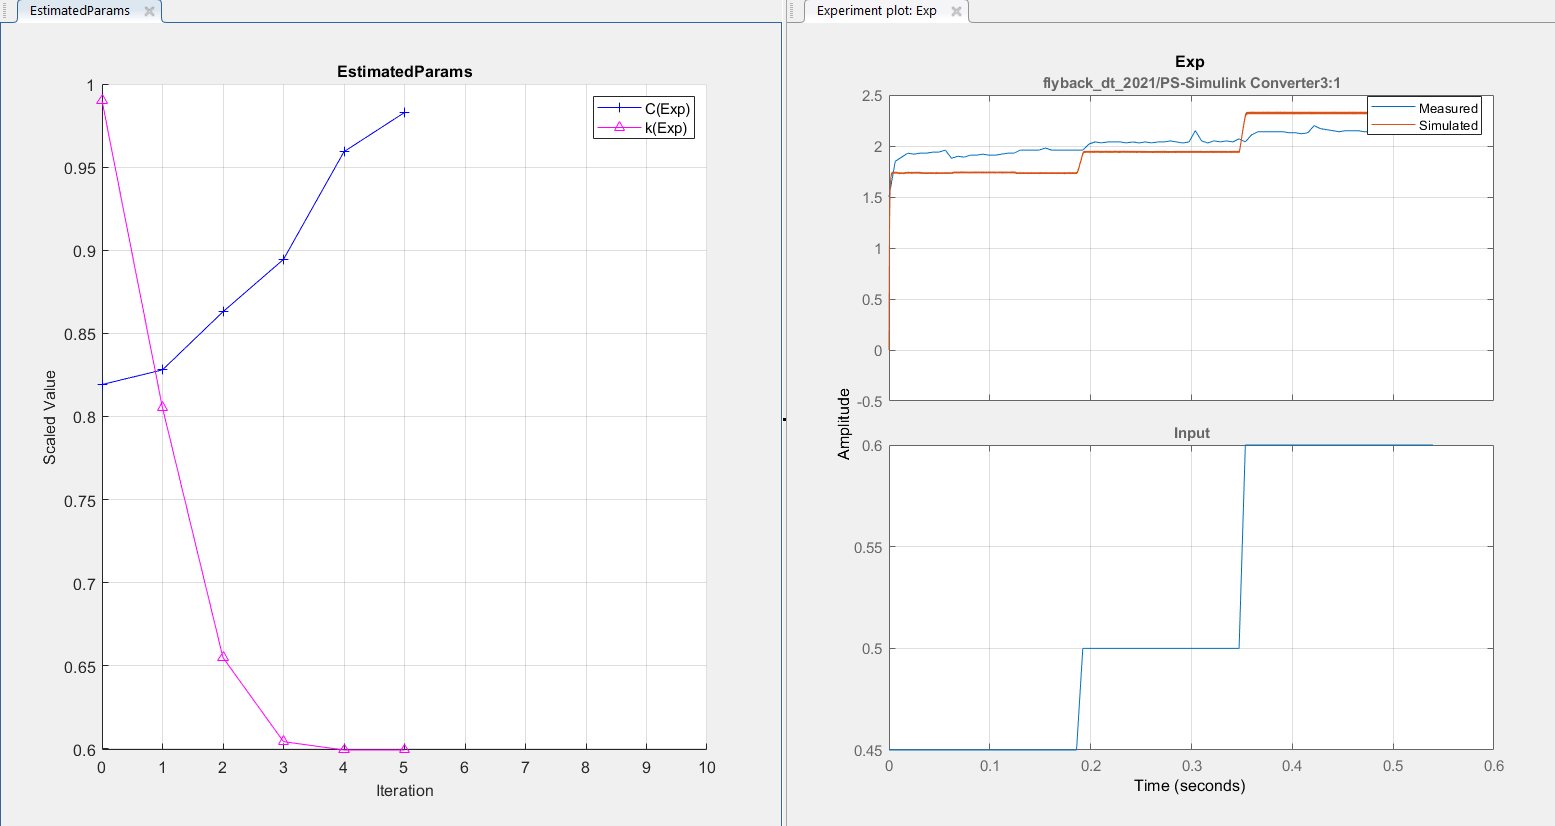 EstimatedParams
Experiment plot: Exp
EstimatedParams
C(Exp)
k(Exp)
1
0.95
0.9
0.85
0.8
0.75
0.7
0.65
0.6
Scaled Value
0 1 2 3 4 5 6 7 8 9 10
Iteration
Exp
flyback_dt_2021/PS-Simulink Converter3:1
Measured
Simulated
2.5
2
1.5
1
0.5
0
-0.5
Amplitude
Input
0.6
0.55
0.5
0.45
0 0.1 0.2 0.3 0.4 0.5 0.6
Time (seconds)